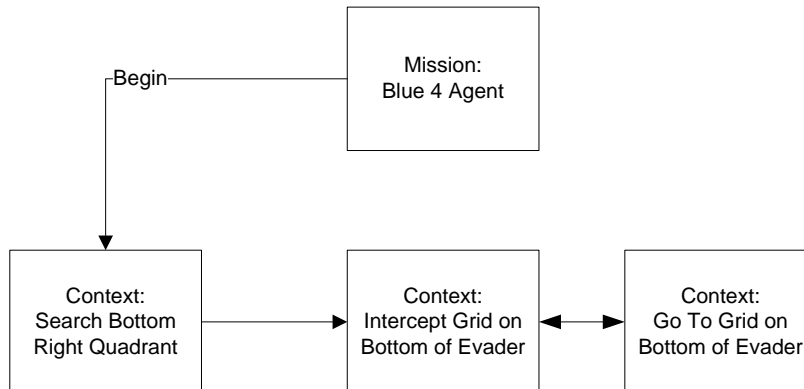 Mission:
Blue 4 Agent
Begin
Context:
Search Bottom
Right Quadrant
Context:
Intercept Grid on
Bottom of Evader
Context:
Go To Grid on
Bottom of Evader